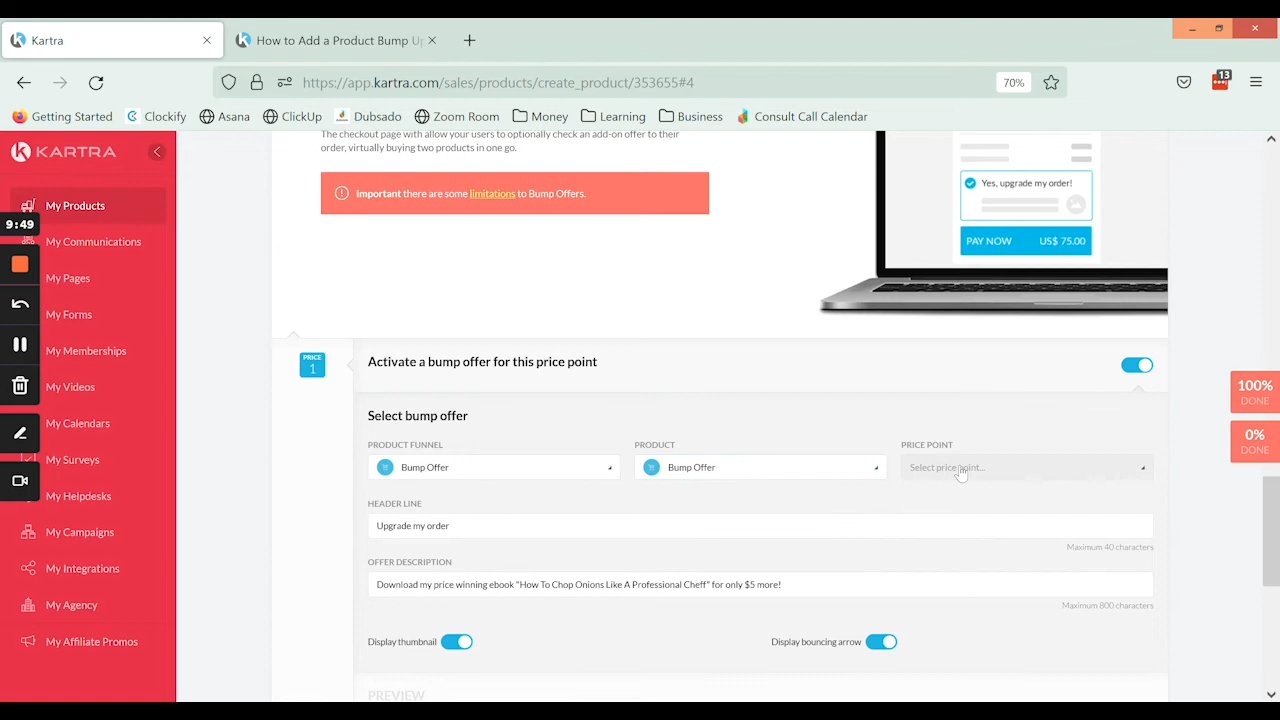 Kartra
How to Add a Product Bump Up
https://app.kartra.com/sales/products/create_product/353655#4
70%
13
Getting Started
Clockify
Asana
ClickUp
Dubsado
Zoom Room
Money
Learning
Business
Consult Call Calendar
KARTRA
My Products
9:49
My Communications
My Pages
My Forms
My Memberships
My Videos
My Calendars
My Surveys
My Helpdesks
My Campaigns
My Integrations
My Agency
My Affiliate Promos
The checkout page with allow your users to optionally check an add-on offer to their
order, virtually buying two products in one go.
Important there are some limitations to Bump Offers.
Yes, upgrade my order!
PAY NOW US$ 75.00
PRICE
1
Activate a bump offer for this price point
Select bump offer
PRODUCT FUNNEL
Bump Offer
PRODUCT
Bump Offer
PRICE POINT
Select price point...
HEADER LINE
Upgrade my order
Maximum 40 characters
OFFER DESCRIPTION
Download my price winning ebook "How To Chop Onions Like A Professional Cheff" for only $5 more!
Maximum 800 characters
Display thumbnail
Display bouncing arrow
PREVIEW
100%
DONE
0%
DONE